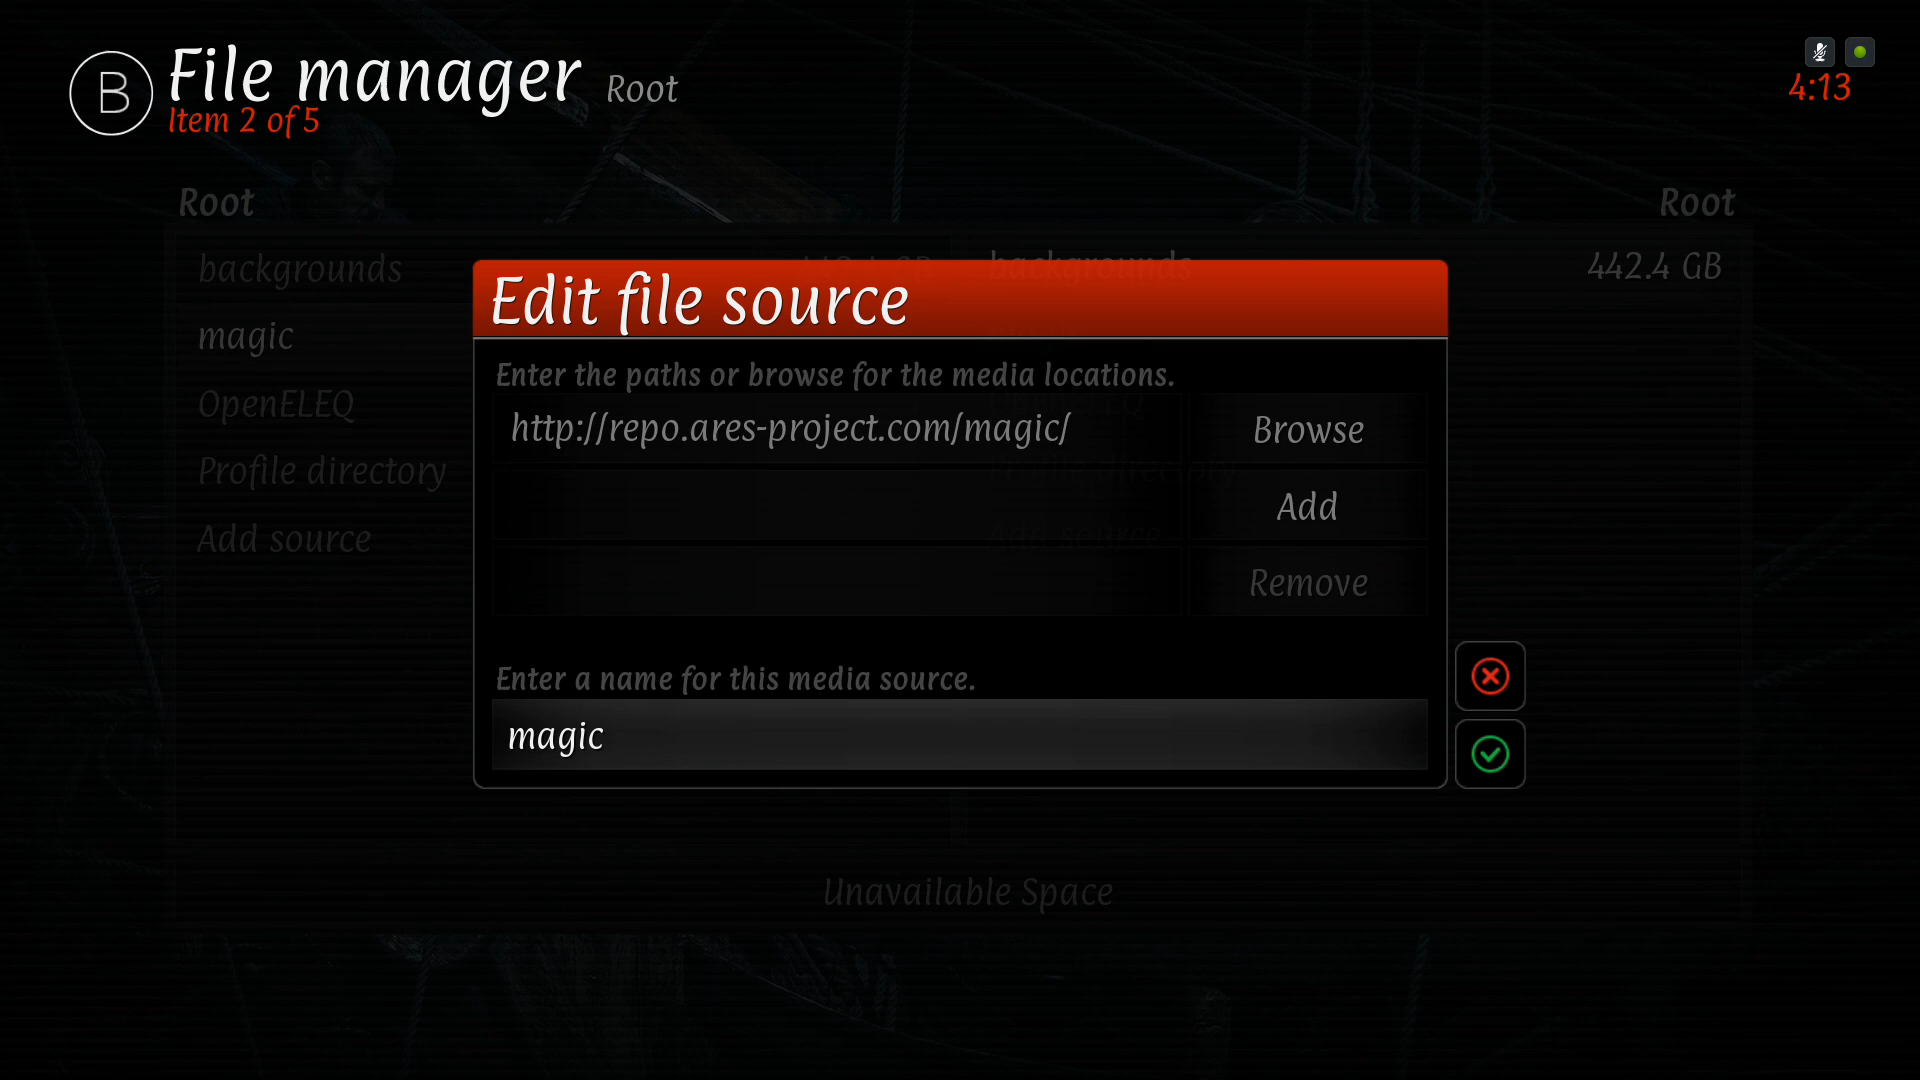 B
File manager Root
Item 2 of 5
4:13
Root
Root
backgrounds
magic
OpenELEQ
Profile directory
Add source
backgrounds
442.4 GB
Edit file source
Enter the paths or browse for the media locations.
http://repo.ares-project.com/magic/
Browse
Add
Remove
Enter a name for this media source.
magic
Unavailable Space